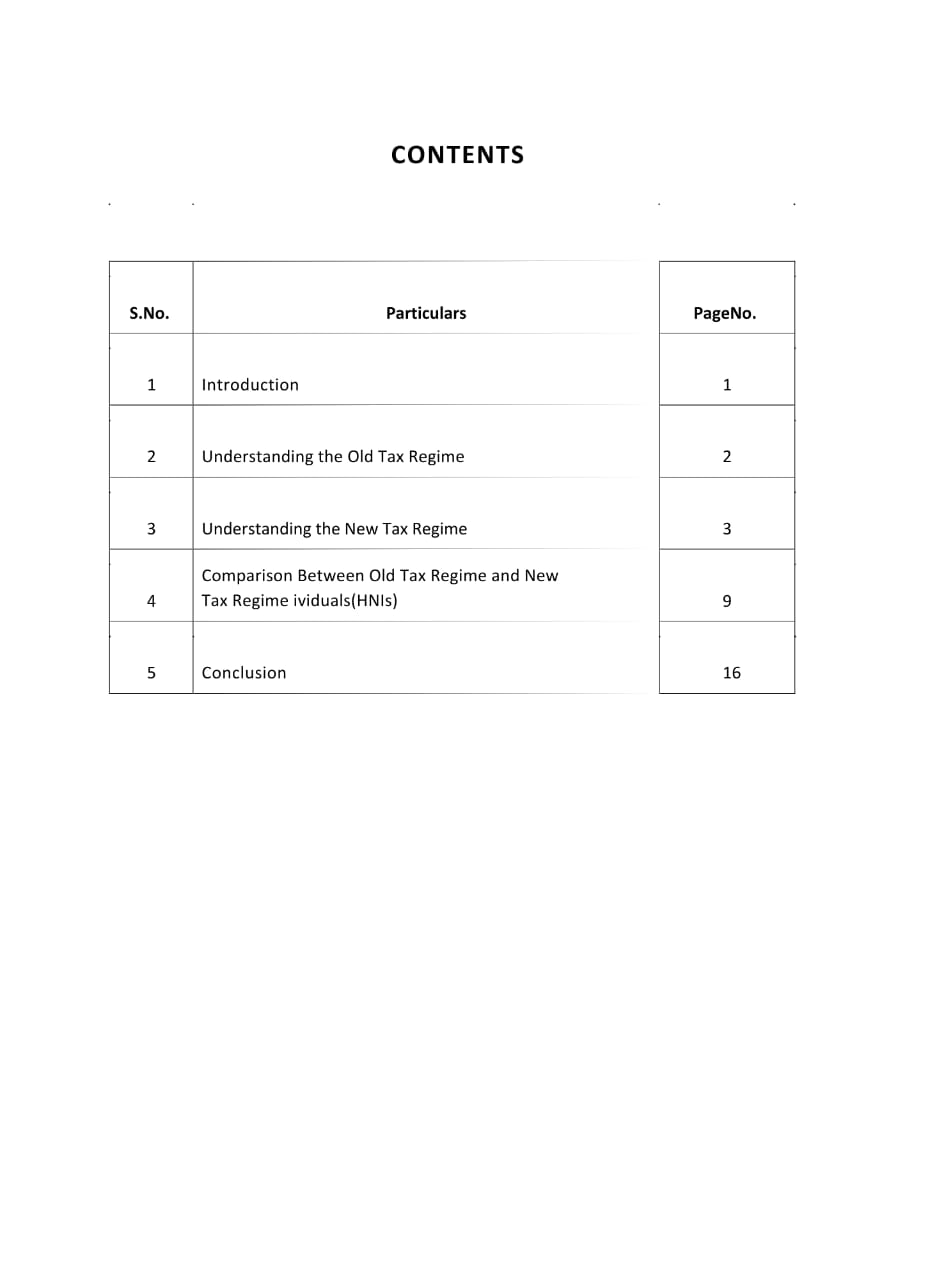 CONTENTS
S.No. Particulars PageNo.
1 Introduction 1
2 Understanding the Old Tax Regime 2
3 Understanding the New Tax Regime 3
Comparison Between Old Tax Regime and New
4 Tax Regime ividuals(HNIs) 9
5 Conclusion 16